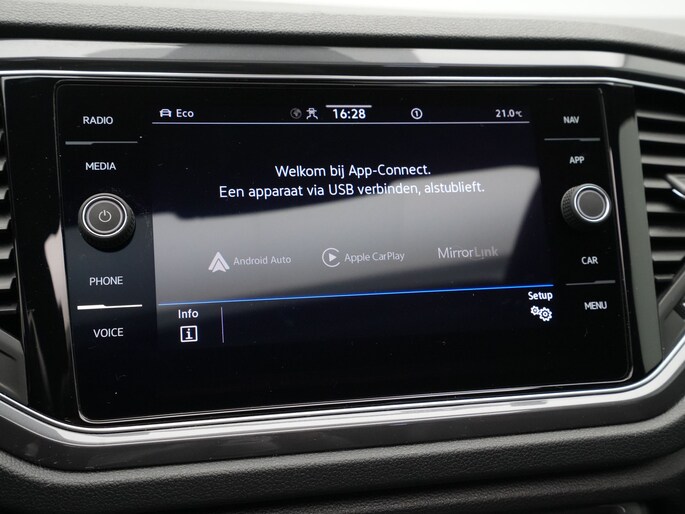 RADIO
MEDIA
PHONE
VOICE
Eco
16:28
1
21.0°C
Welkom bij App-Connect.
Een apparaat via USB verbinden, alstublieft.
Android Auto
Apple CarPlay
MirrorLink
Info
i
Setup
NAV
APP
CAR
MENU